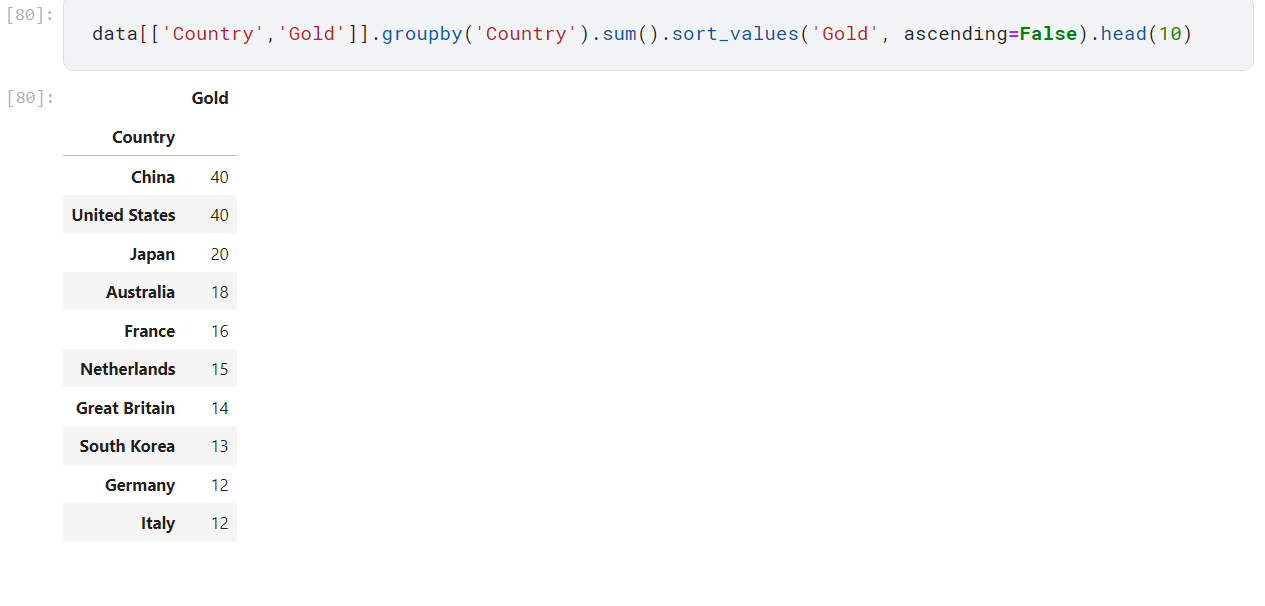 [80]:
data[['Country','Gold']].groupby('Country').sum().sort_values('Gold', ascending=False).head(10)
[80]:
Gold
Country
China 40
United States 40
Japan 20
Australia 18
France 16
Netherlands 15
Great Britain 14
South Korea 13
Germany 12
Italy 12